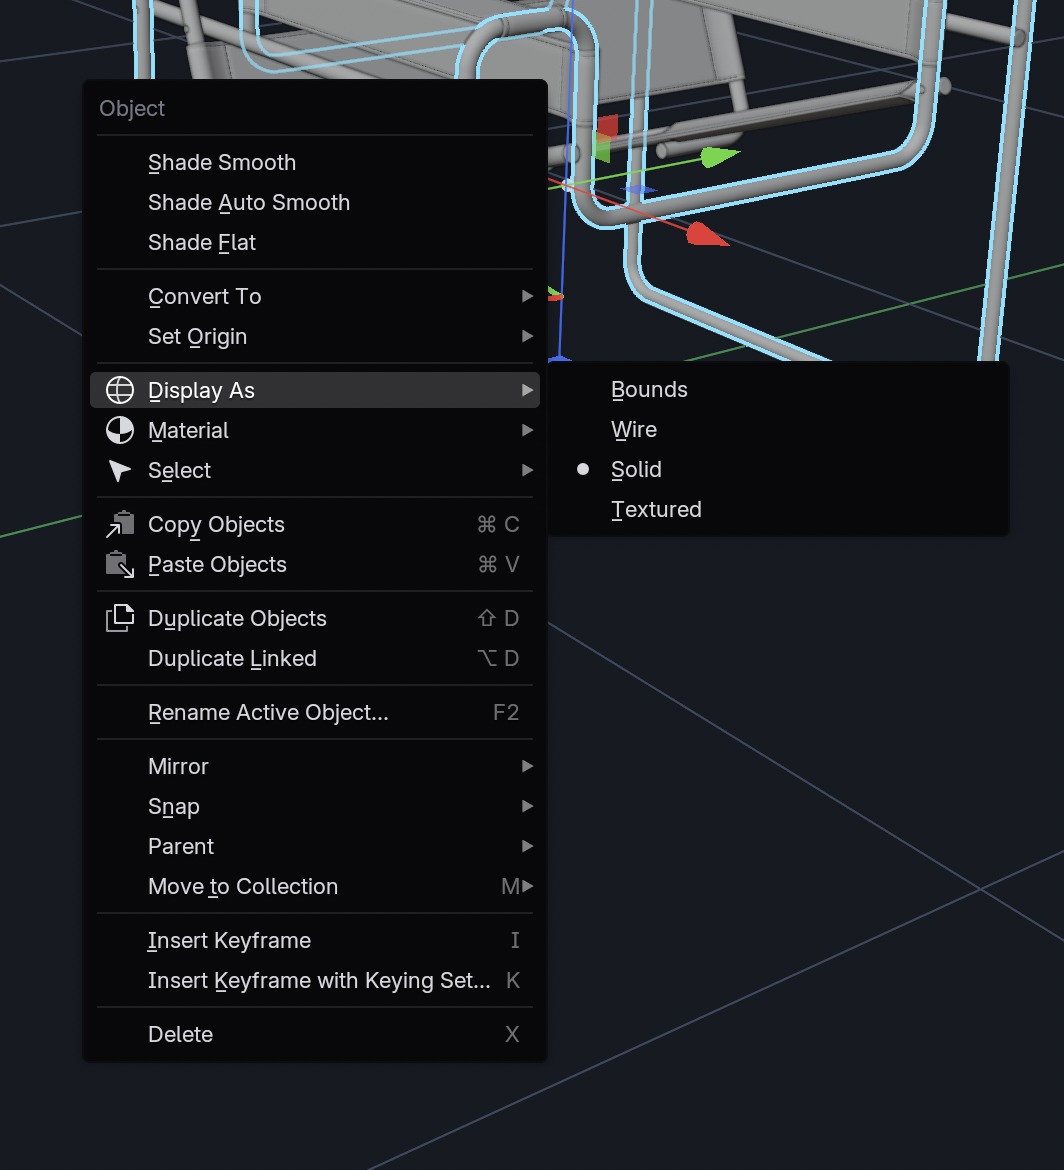 Object
Shade Smooth
Shade Auto Smooth
Shade Flat
Convert To
Set Origin
Display As
Material
Select
Copy Objects ⌘ C
Paste Objects ⌘ V
Duplicate Objects ⇧ D
Duplicate Linked ⌥ D
Rename Active Object... F2
Mirror
Snap
Parent
Move to Collection M
Insert Keyframe I
Insert Keyframe with Keying Set... K
Delete X
Bounds
Wire
Solid
Textured